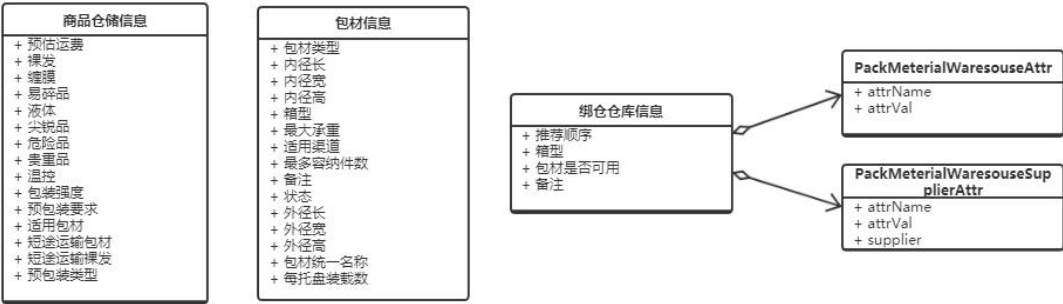 商品仓储信息
+ 预估运费
+ 裸发
+ 缠膜
+ 易碎品
+ 液体
+ 尖锐品
+ 危险品
+ 贵重品
+ 温控
+ 包装强度
+ 预包装要求
+ 适用包材
+ 短途运输包材
+ 短途运输裸发
+ 预包装类型
包材信息
+ 包材类型
+ 内径长
+ 内径宽
+ 内径高
+ 箱型
+ 最大承重
+ 适用渠道
+ 最多容纳件数
+ 备注
+ 状态
+ 外径长
+ 外径宽
+ 外径高
+ 包材统一名称
+ 每托盘装载数
绑仓仓库信息
+ 推荐顺序
+ 箱型
+ 包材是否可用
+ 备注
PackMeterialWaresouseAttr
+ attrName
+ attrVal
PackMeterialWaresouseSu
pplierAttr
+ attrName
+ attrVal
+ supplier